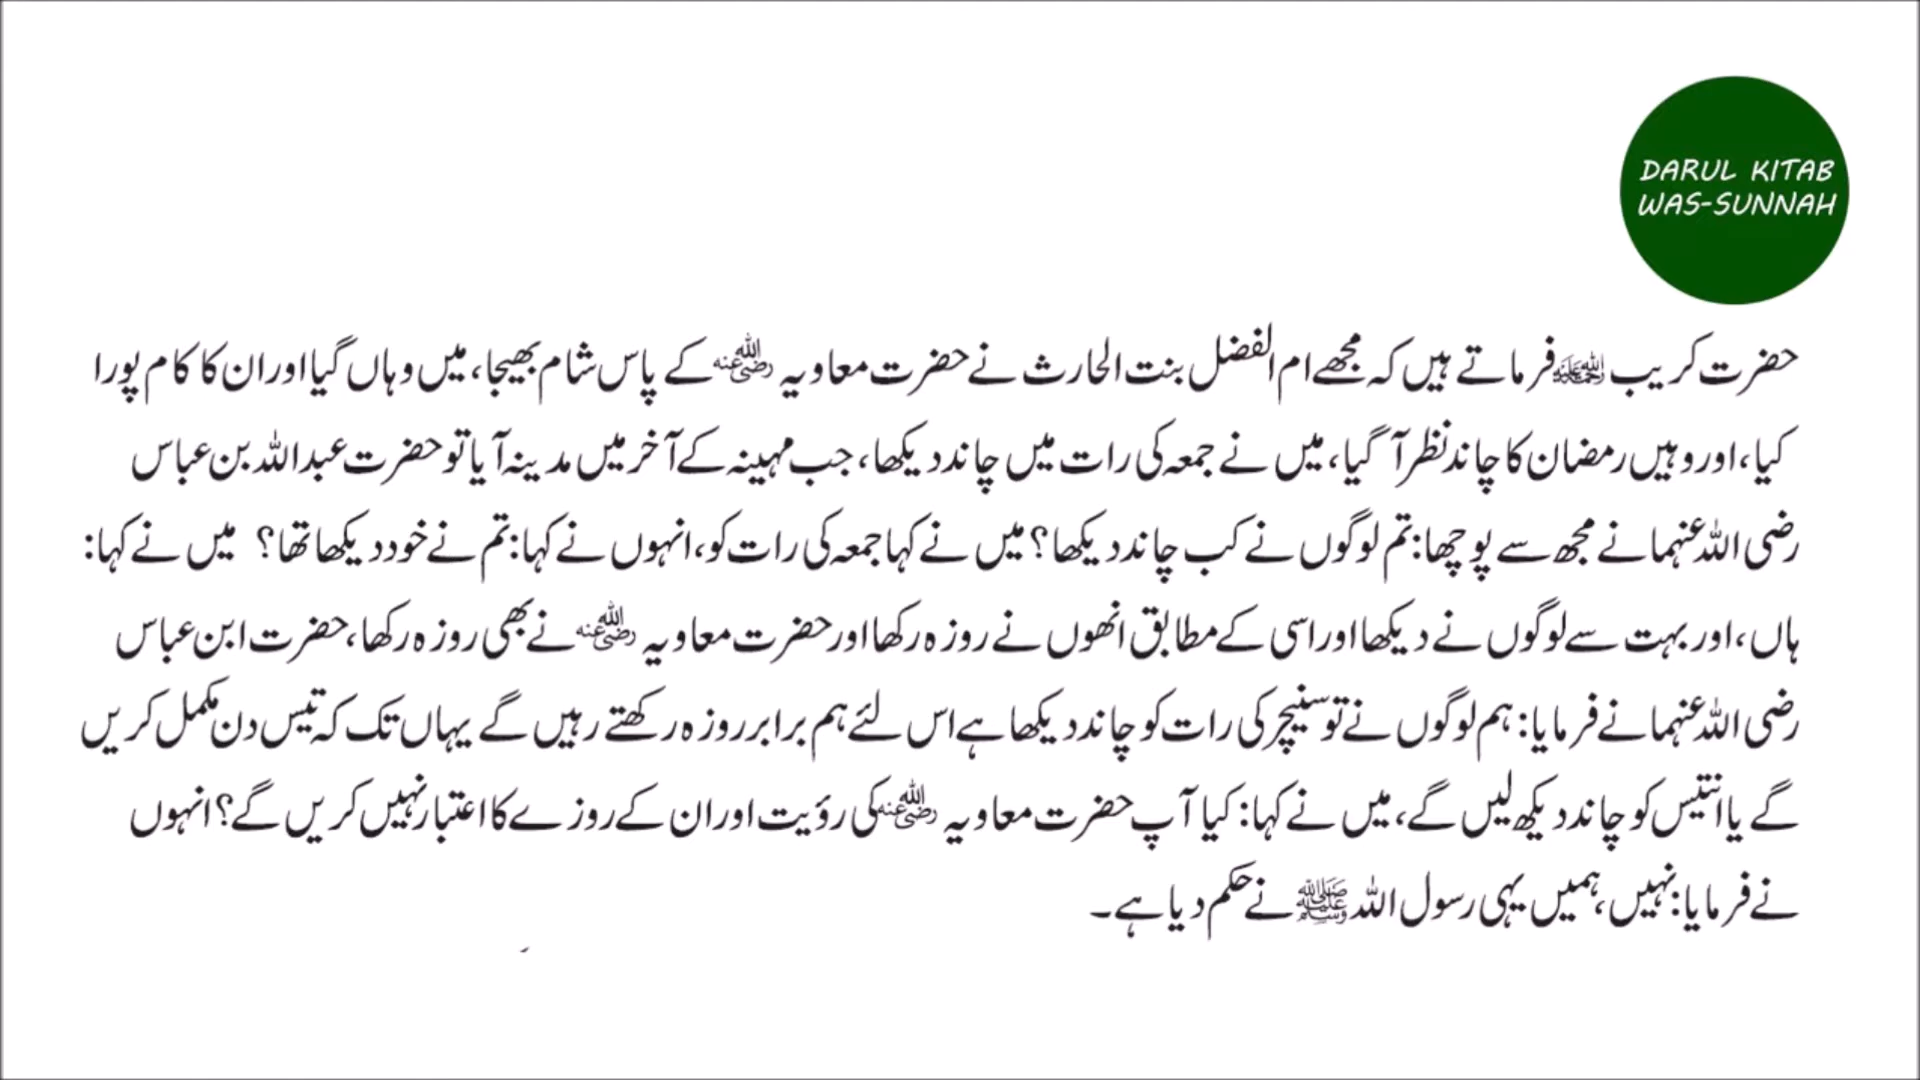 DARUL KITAB
WAS-SUNNAH
حضرت کریب رحمۃ اللہ علیہ فرماتے ہیں کہ مجھے ام الفضل بنت الحارث نے حضرت معاویہ رضی اللہ عنہ کے پاس شام بھیجا، میں وہاں گیا اور ان کا کام پورا
کیا، اور وہیں رمضان کا چاند نظر آ گیا، میں نے جمعہ کی رات میں چاند دیکھا، جب مہینہ کے آخر میں مدینہ آیا تو حضرت عبداللہ بن عباس
رضی اللہ عنہما نے مجھ سے پوچھا: تم لوگوں نے کب چاند دیکھا؟ میں نے کہا جمعہ کی رات کو، انہوں نے کہا: تم نے خود دیکھا تھا؟ میں نے کہا:
ہاں، اور بہت سے لوگوں نے دیکھا اور اسی کے مطابق انھوں نے روزہ رکھا اور حضرت معاویہ رضی اللہ عنہ نے بھی روزہ رکھا، حضرت ابن عباس
رضی اللہ عنہما نے فرمایا: ہم لوگوں نے تو سنیچر کی رات کو چاند دیکھا ہے اس لئے ہم برابر روزہ رکھتے رہیں گے یہاں تک کہ تیس دن مکمل کریں
گے یا انتیس کو چاند دیکھ لیں گے، میں نے کہا: کیا آپ حضرت معاویہ رضی اللہ عنہ کی رؤیت اور ان کے روزے کا اعتبار نہیں کریں گے؟ انہوں
نے فرمایا: نہیں، ہمیں یہی رسول اللہ ﷺ نے حکم دیا ہے۔